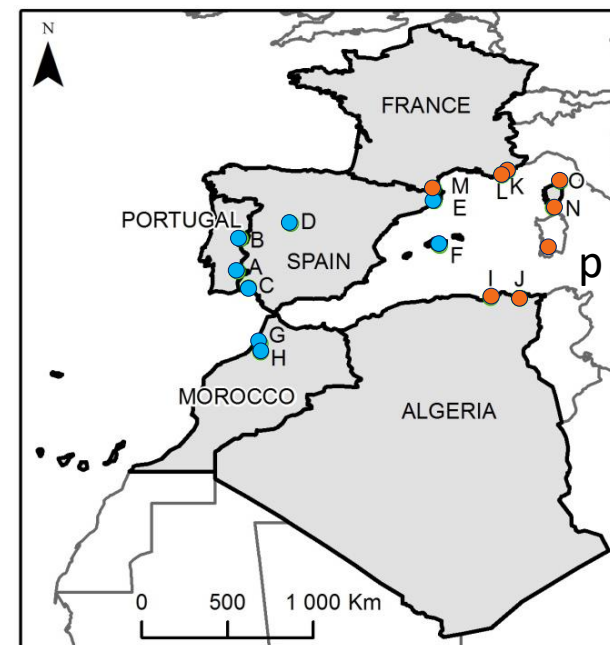 N
FRANCE
K
L
O
M
E
N
PORTUGAL
D
B
F
SPAIN
p
A
C
I J
G
H
MOROCCO
ALGERIA
0 500 1 000 Km